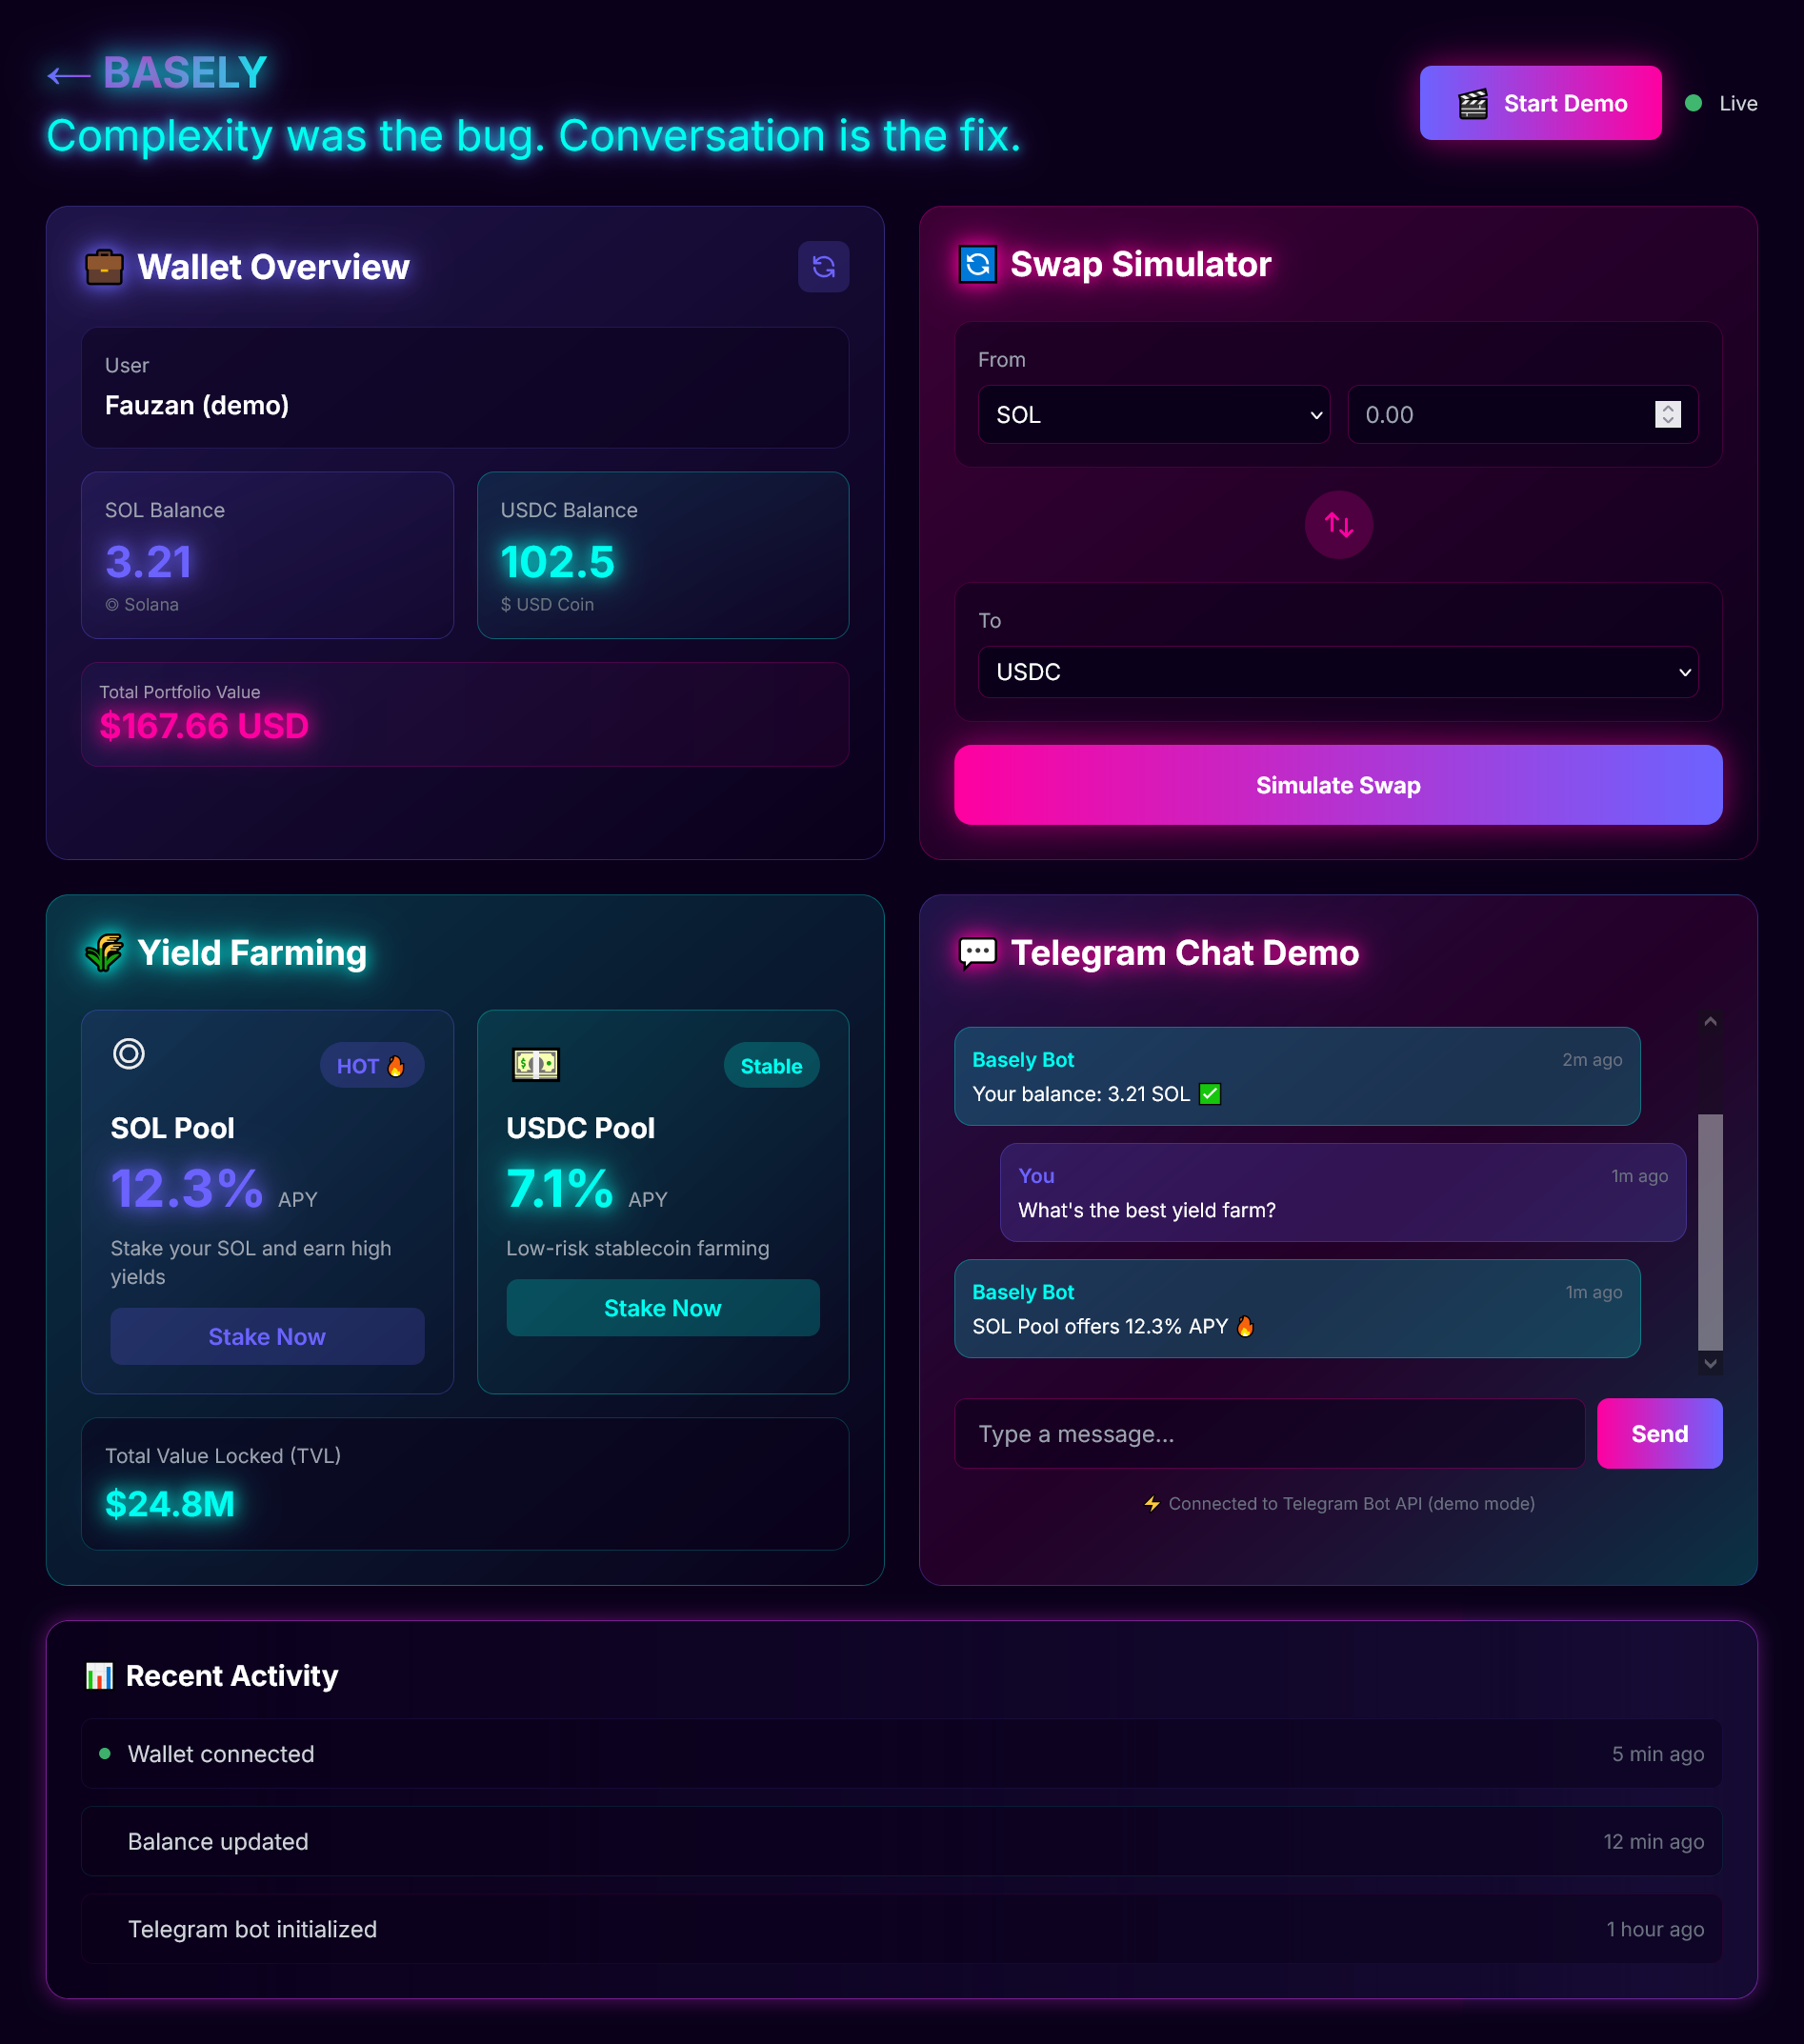 ← BASELY
Complexity was the bug. Conversation is the fix.
🎬 Start Demo
Live
💼 Wallet Overview
User
Fauzan (demo)
SOL Balance
3.21
◎ Solana
USDC Balance
102.5
$ USD Coin
Total Portfolio Value
$167.66 USD
🔄 Swap Simulator
From
SOL
0.00
To
USDC
Simulate Swap
🌾 Yield Farming
◎
HOT 🔥
SOL Pool
12.3% APY
Stake your SOL and earn high
yields
Stake Now
💵
Stable
USDC Pool
7.1% APY
Low-risk stablecoin farming
Stake Now
Total Value Locked (TVL)
$24.8M
💬 Telegram Chat Demo
Basely Bot 2m ago
Your balance: 3.21 SOL ✅
You 1m ago
What's the best yield farm?
Basely Bot 1m ago
SOL Pool offers 12.3% APY 🔥
Type a message...
Send
⚡ Connected to Telegram Bot API (demo mode)
📊 Recent Activity
Wallet connected 5 min ago
Balance updated 12 min ago
Telegram bot initialized 1 hour ago